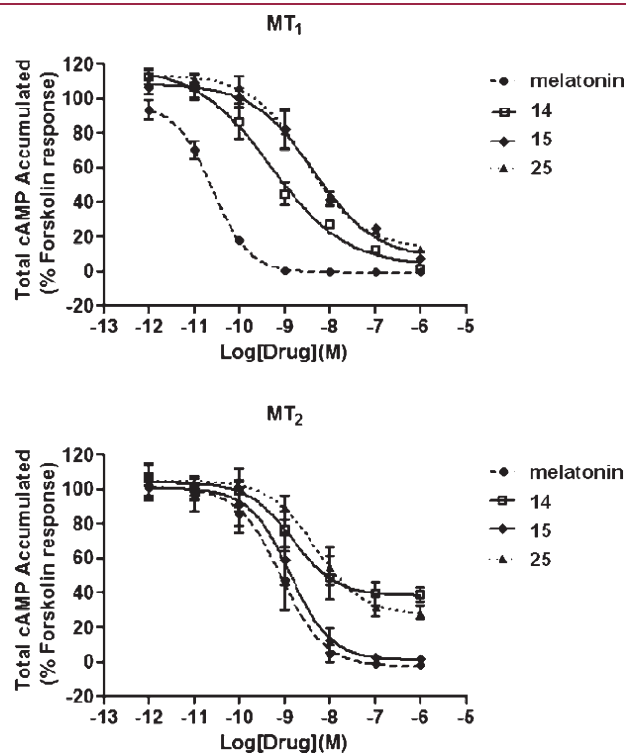 MT₁
Total cAMP Accumulated
(% Forskolin response)
120
100
80
60
40
20
0
-20
-13 -12 -11 -10 -9 -8 -7 -6 -5
Log[Drug](M)
melatonin
14
15
25
MT₂
Total cAMP Accumulated
(% Forskolin response)
120
100
80
60
40
20
0
-20
-13 -12 -11 -10 -9 -8 -7 -6 -5
Log[Drug](M)
melatonin
14
15
25